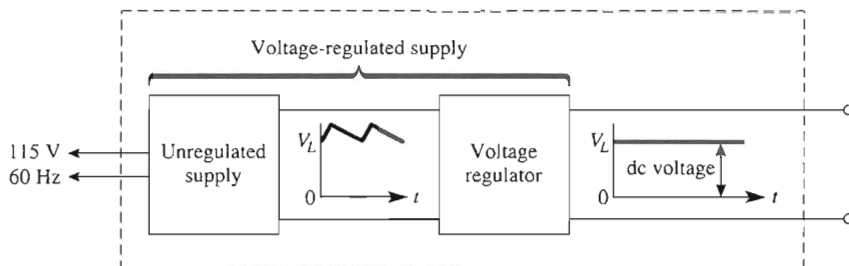 Voltage-regulated supply
115 V
60 Hz
Unregulated
supply
V_L
0
t
Voltage
regulator
V_L
dc voltage
0
t